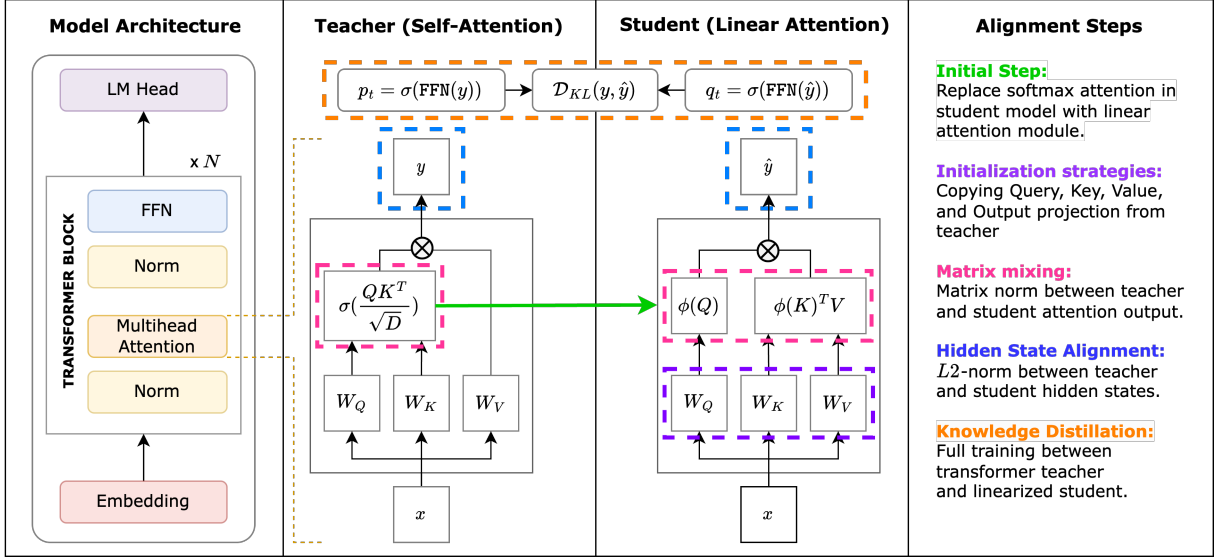 Model Architecture
LM Head
x N
TRANSFORMER BLOCK
FFN
Norm
Multihead
Attention
Norm
Embedding
Teacher (Self-Attention)
Student (Linear Attention)
p_t = σ(FFN(y))
D_{KL}(y, ŷ)
q_t = σ(FFN(ŷ))
y
σ(QK^T / √D)
W_Q
W_K
W_V
x
ŷ
ϕ(Q)
ϕ(K)^T V
W_Q
W_K
W_V
x
Alignment Steps
Initial Step:
Replace softmax attention in
student model with linear
attention module.
Initialization strategies:
Copying Query, Key, Value,
and Output projection from
teacher
Matrix mixing:
Matrix norm between teacher
and student attention output.
Hidden State Alignment:
L2-norm between teacher
and student hidden states.
Knowledge Distillation:
Full training between
transformer teacher
and linearized student.